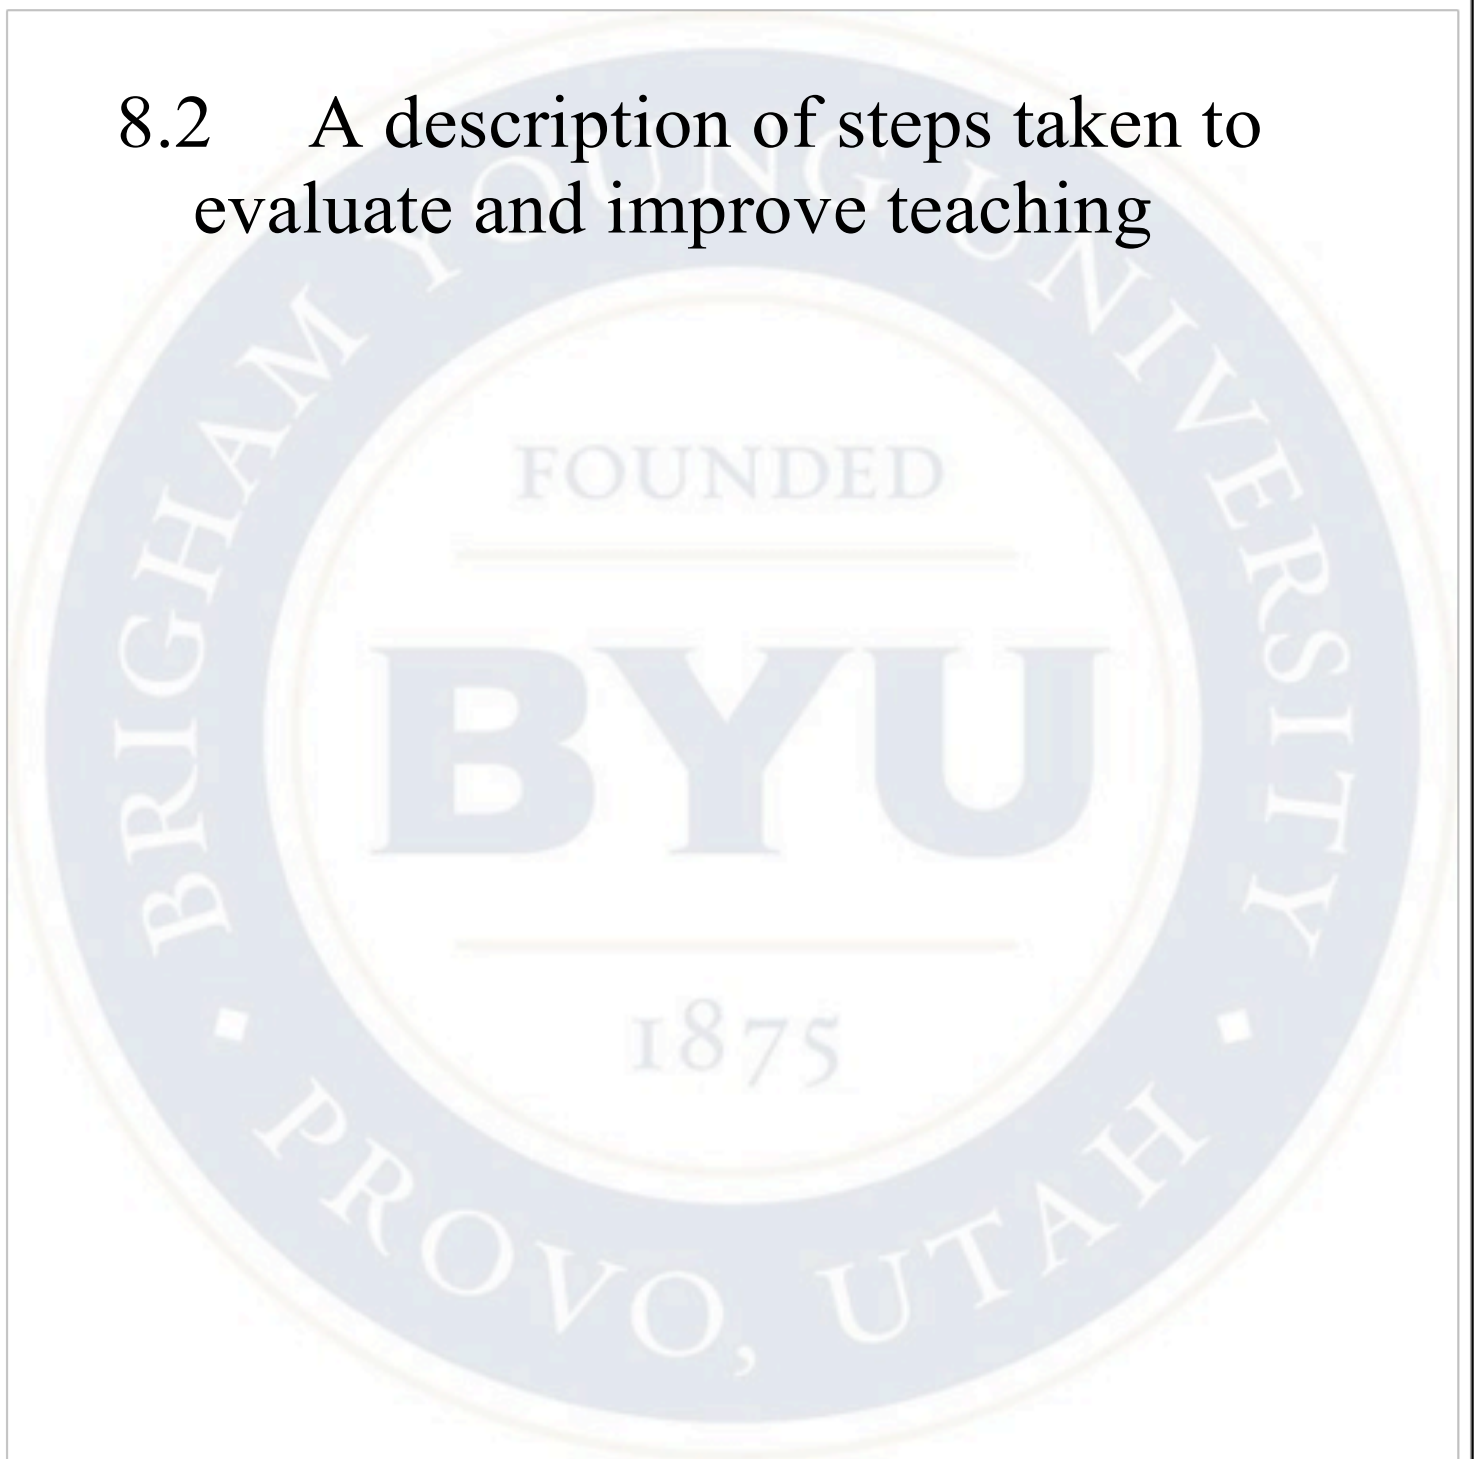 8.2 A description of steps taken to
evaluate and improve teaching
BRIGHAM YOUNG UNIVERSITY
FOUNDED
BYU
1875
PROVO, UTAH